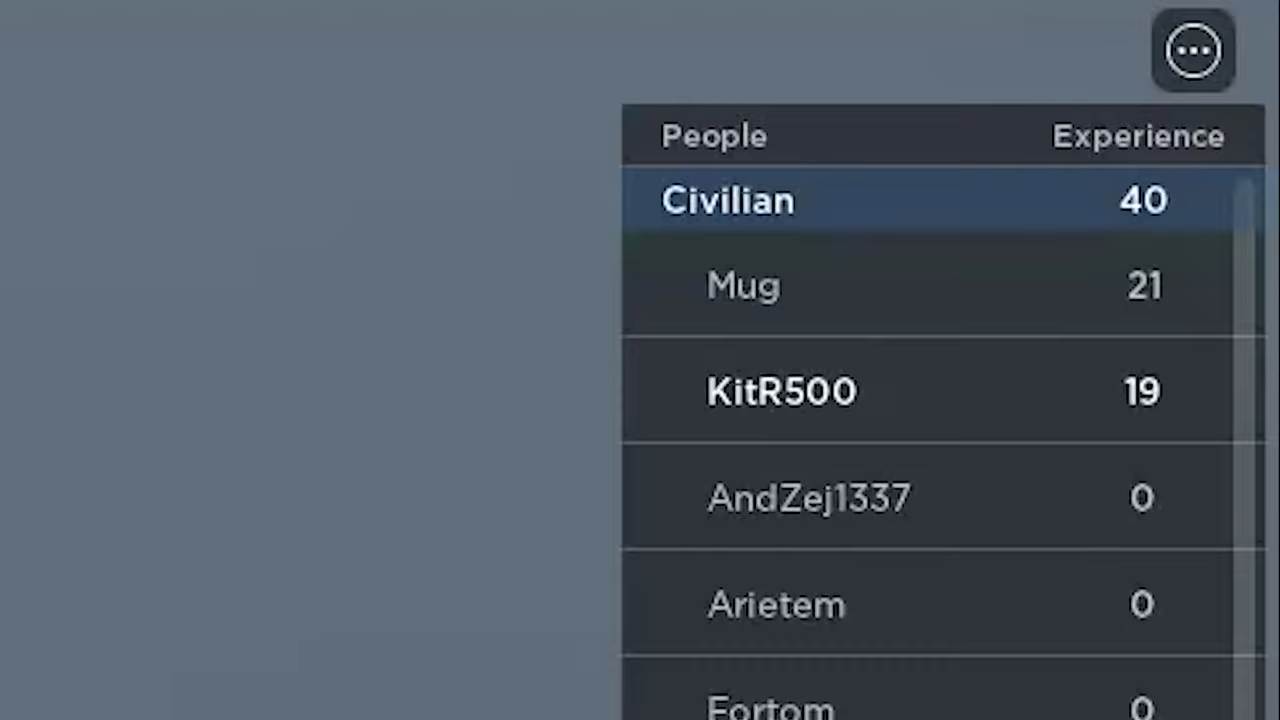 People Experience
Civilian 40
Mug 21
KitR500 19
AndZej1337 0
Arietem 0
Fortom 0